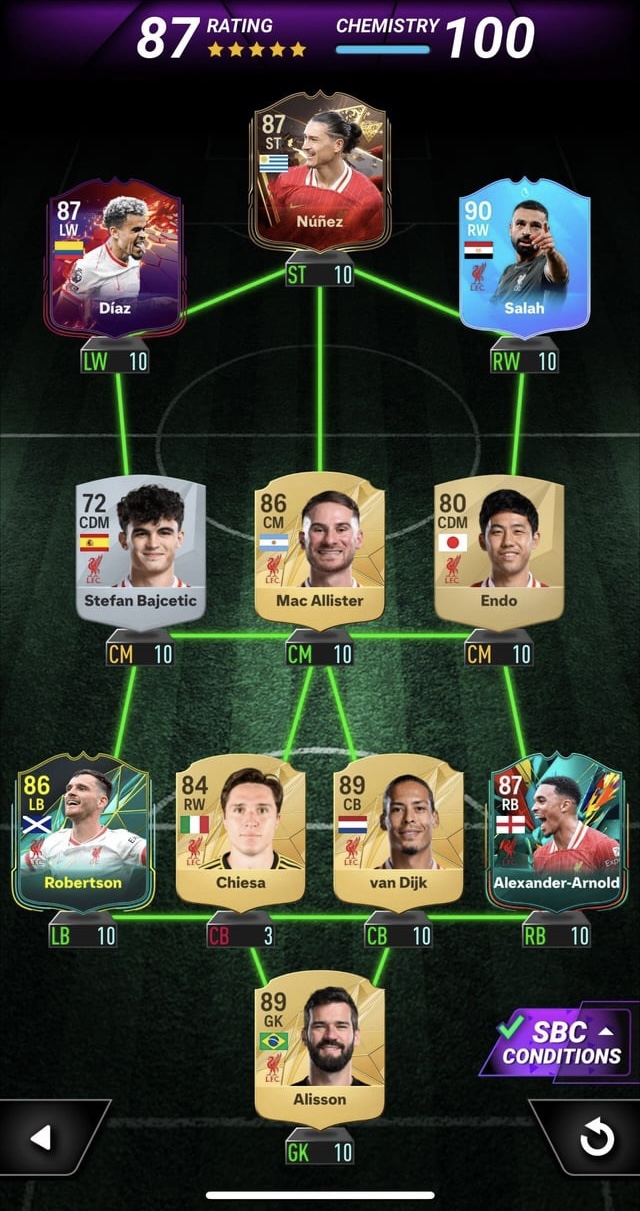 87 RATING CHEMISTRY 100
87
ST
Núñez
ST 10
87
LW
Díaz
LW 10
90
RW
L.F.C.
Salah
RW 10
72
CDM
L.F.C.
Stefan Bajcetic
CM 10
86
CM
L.F.C.
Mac Allister
CM 10
80
CDM
L.F.C.
Endo
CM 10
86
LB
L.F.C.
Robertson
LB 10
84
RW
L.F.C.
Chiesa
CB 3
89
CB
L.F.C.
van Dijk
CB 10
87
RB
L.F.C.
Alexander-Arnold
RB 10
89
GK
L.F.C.
Alisson
GK 10
SBC
CONDITIONS